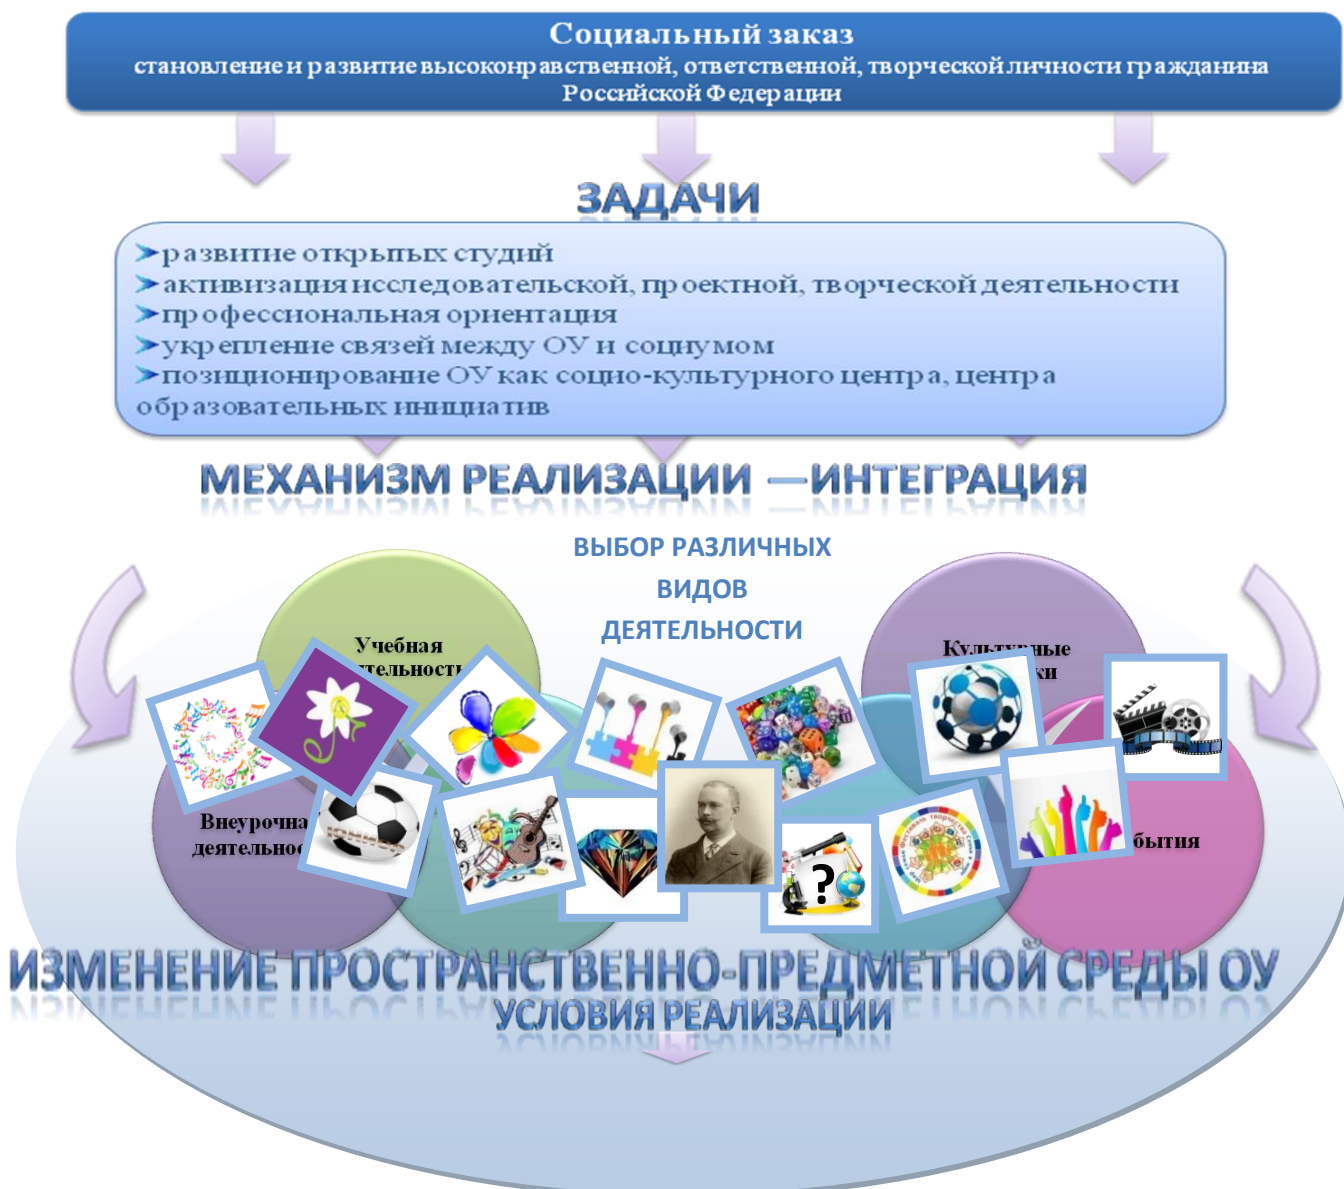 Социальный заказ
становление и развитие высоконравственной, ответственной, творческой личности гражданина
Российской Федерации
ЗАДАЧИ
➤развитие открытых студий
➤активизация исследовательской, проектной, творческой деятельности
➤профессиональная ориентация
➤укрепление связей между ОУ и социумом
➤позиционирование ОУ как социо-культурного центра, центра
образовательных инициатив
МЕХАНИЗМ РЕАЛИЗАЦИИ —ИНТЕГРАЦИЯ
ВЫБОР РАЗЛИЧНЫХ
ВИДОВ
ДЕЯТЕЛЬНОСТИ
Учебная
Культурные
?
ИЗМЕНЕНИЕ ПРОСТРАНСТВЕННО-ПРЕДМЕТНОЙ СРЕДЫ ОУ
УСЛОВИЯ РЕАЛИЗАЦИИ